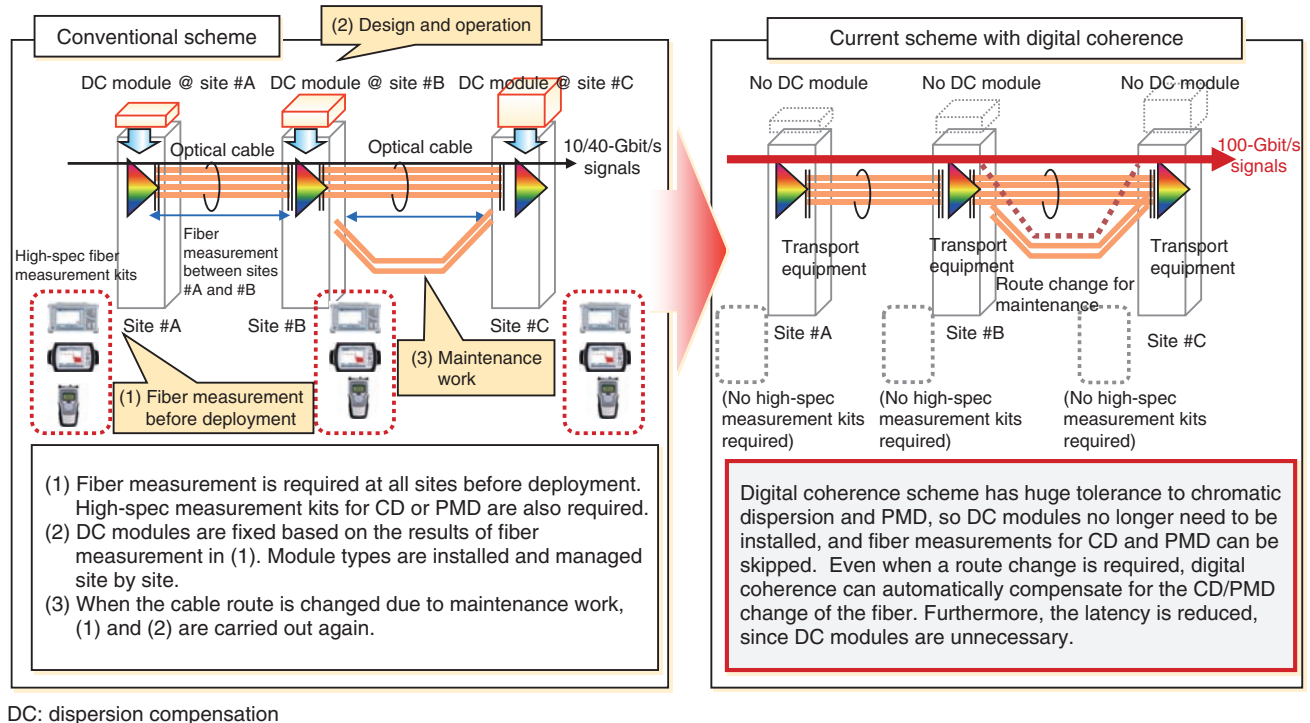 (2) Design and operation
Conventional scheme
DC module @ site #A
DC module @ site #B
DC module @ site #C
Optical cable
Optical cable
10/40-Gbit/s
signals
High-spec fiber
measurement kits
Fiber
measurement
between sites
#A and #B
Site #A
Site #B
Site #C
(1) Fiber measurement
before deployment
(3) Maintenance
work
(1) Fiber measurement is required at all sites before deployment.
High-spec measurement kits for CD or PMD are also required.
(2) DC modules are fixed based on the results of fiber
measurement in (1). Module types are installed and managed
site by site.
(3) When the cable route is changed due to maintenance work,
(1) and (2) are carried out again.
Current scheme with digital coherence
No DC module
No DC module
No DC module
100-Gbit/s
signals
Transport
equipment
Transport
equipment
Transport
equipment
Route change for
maintenance
Site #A
Site #B
Site #C
(No high-spec
measurement kits
required)
(No high-spec
measurement kits
required)
(No high-spec
measurement kits
required)
Digital coherence scheme has huge tolerance to chromatic
dispersion and PMD, so DC modules no longer need to be
installed, and fiber measurements for CD and PMD can be
skipped.  Even when a route change is required, digital
coherence can automatically compensate for the CD/PMD
change of the fiber. Furthermore, the latency is reduced,
since DC modules are unnecessary.
DC: dispersion compensation